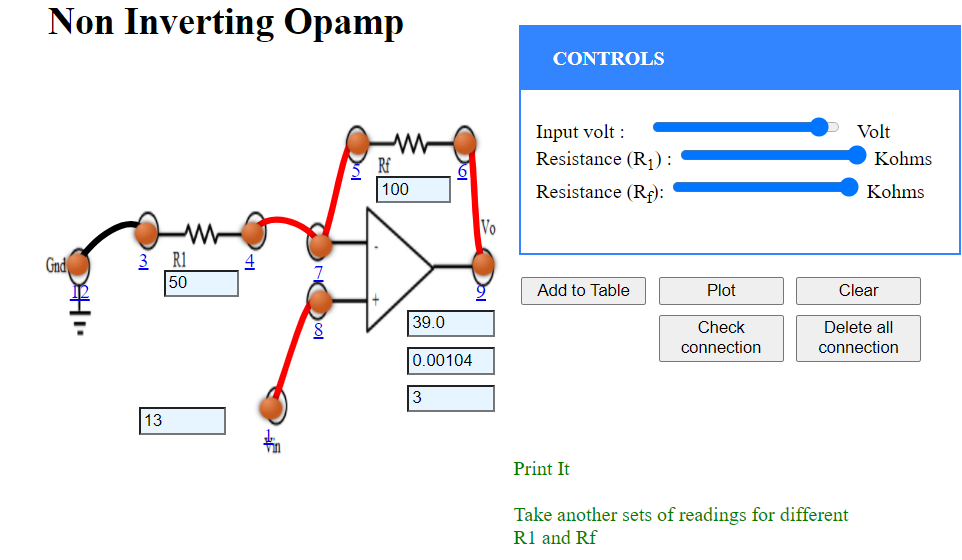 Non Inverting Opamp
CONTROLS
Input volt :
Volt
Resistance (R1) :
Kohms
Resistance (Rf):
Kohms
5
Rf
6
100
Vo
Gnd
3
R1
4
7
-
12
50
9
8
+
39.0
0.00104
3
13
1
Vin
Add to Table
Plot
Clear
Check
connection
Delete all
connection
Print It
Take another sets of readings for different
R1 and Rf